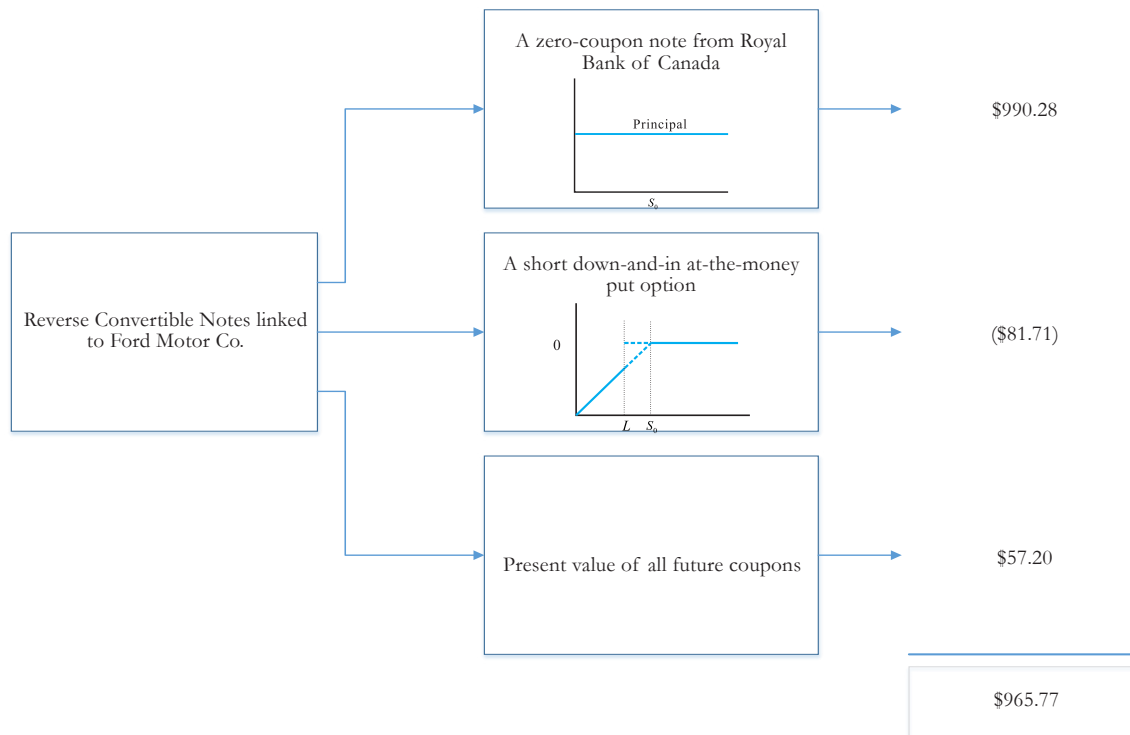 A zero-coupon note from Royal
Bank of Canada
Principal
S₀
$990.28
Reverse Convertible Notes linked
to Ford Motor Co.
A short down-and-in at-the-money
put option
0
L
S₀
($81.71)
Present value of all future coupons
$57.20
$965.77